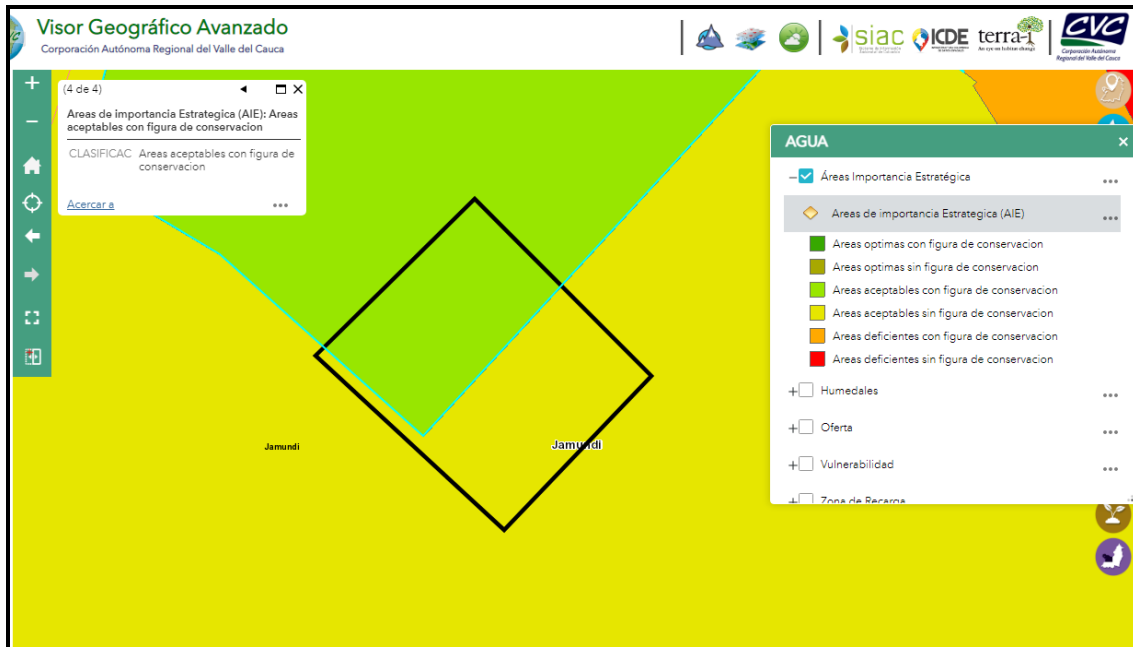 Visor Geográfico Avanzado
Corporación Autónoma Regional del Valle del Cauca
siac
ICDE
terra-i
An eye on habitat change
CVC
Corporación Autónoma
Regional del Valle del Cauca
(4 de 4)
Areas de importancia Estrategica (AIE): Areas
aceptables con figura de conservacion
CLASIFICAC Areas aceptables con figura de
conservacion
Acercar a
AGUA
Áreas Importancia Estratégica
Areas de importancia Estrategica (AIE)
Areas optimas con figura de conservacion
Areas optimas sin figura de conservacion
Areas aceptables con figura de conservacion
Areas aceptables sin figura de conservacion
Areas deficientes con figura de conservacion
Areas deficientes sin figura de conservacion
Humedales
Oferta
Vulnerabilidad
Zona de Recarga
Jamundi
Jamundi